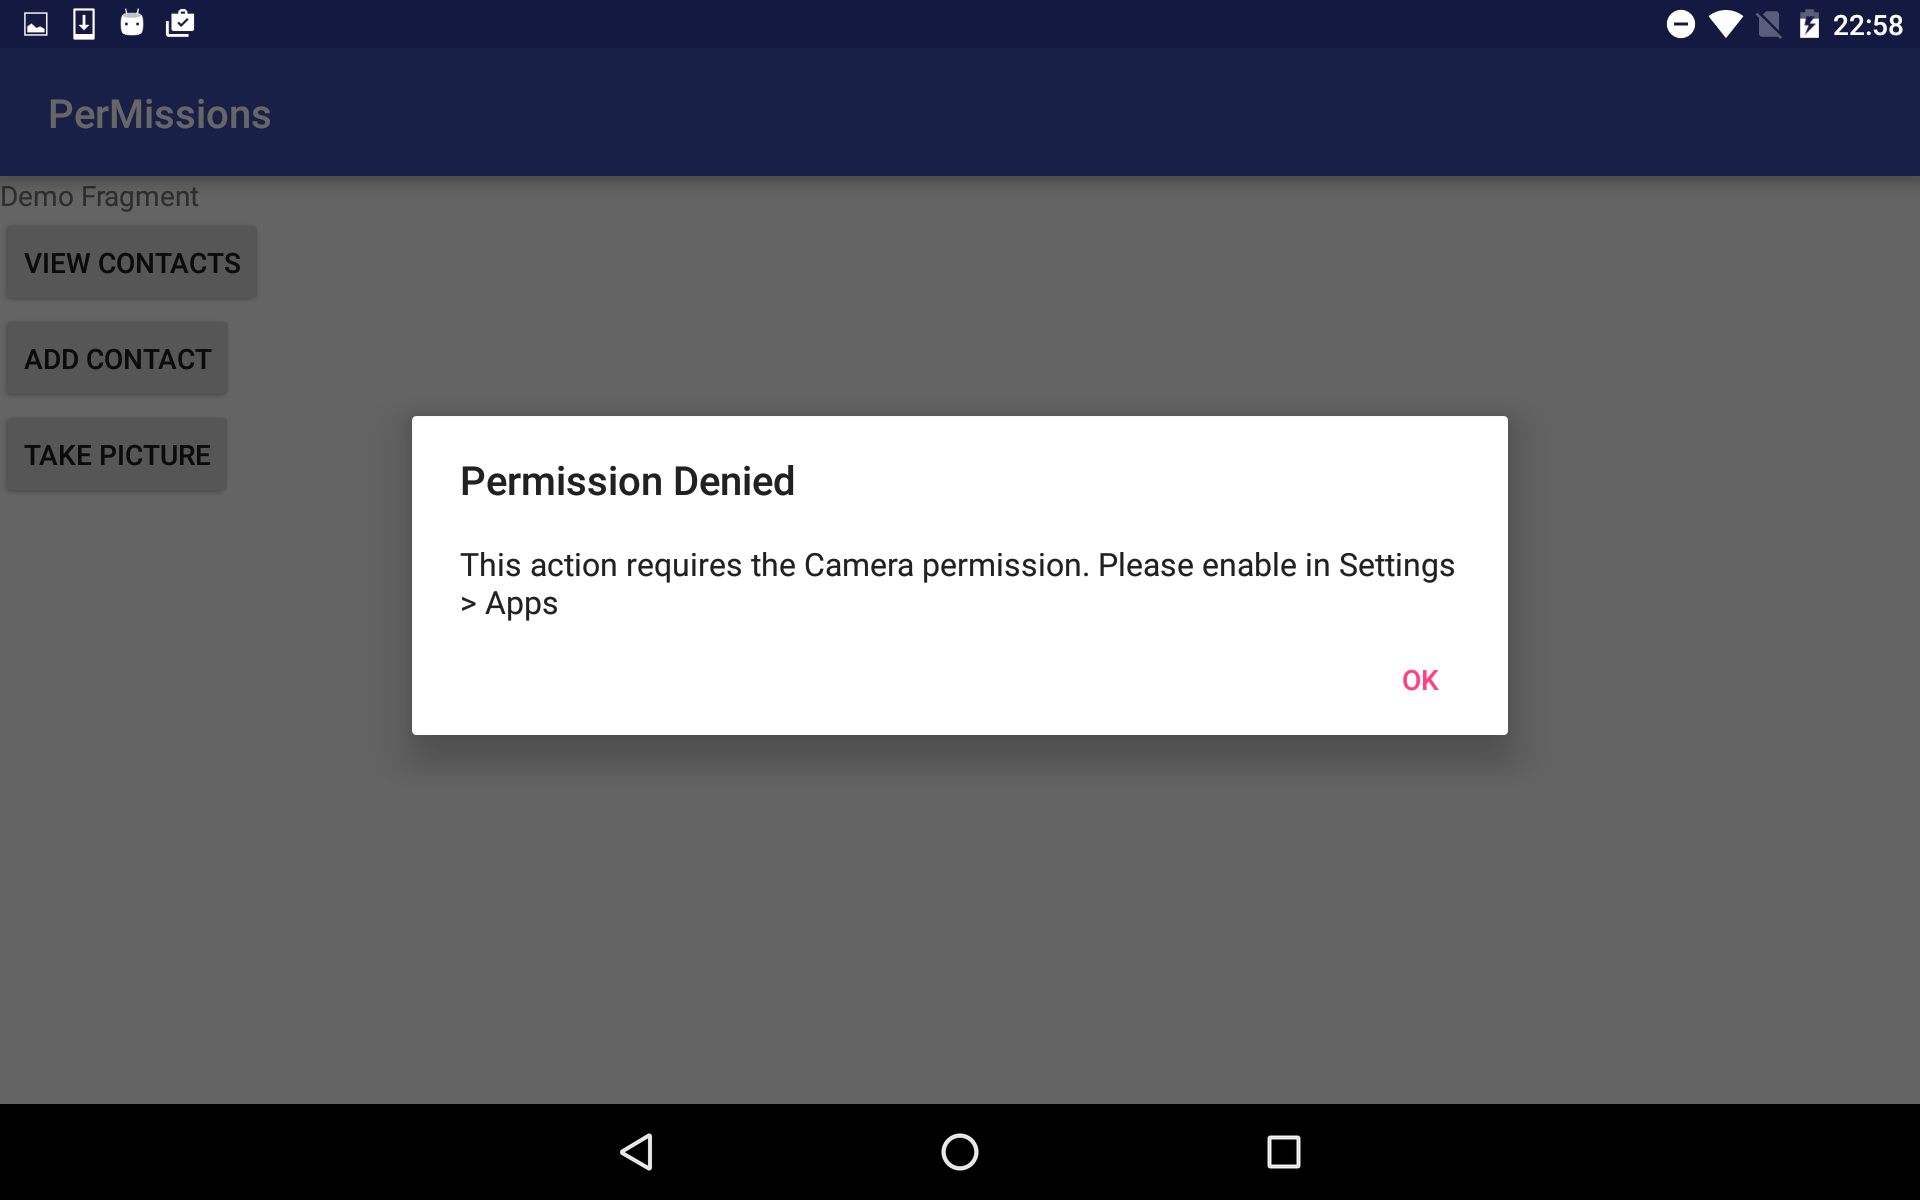 22:58
PerMissions
Demo Fragment
VIEW CONTACTS
ADD CONTACT
TAKE PICTURE
Permission Denied
This action requires the Camera permission. Please enable in Settings
> Apps
OK